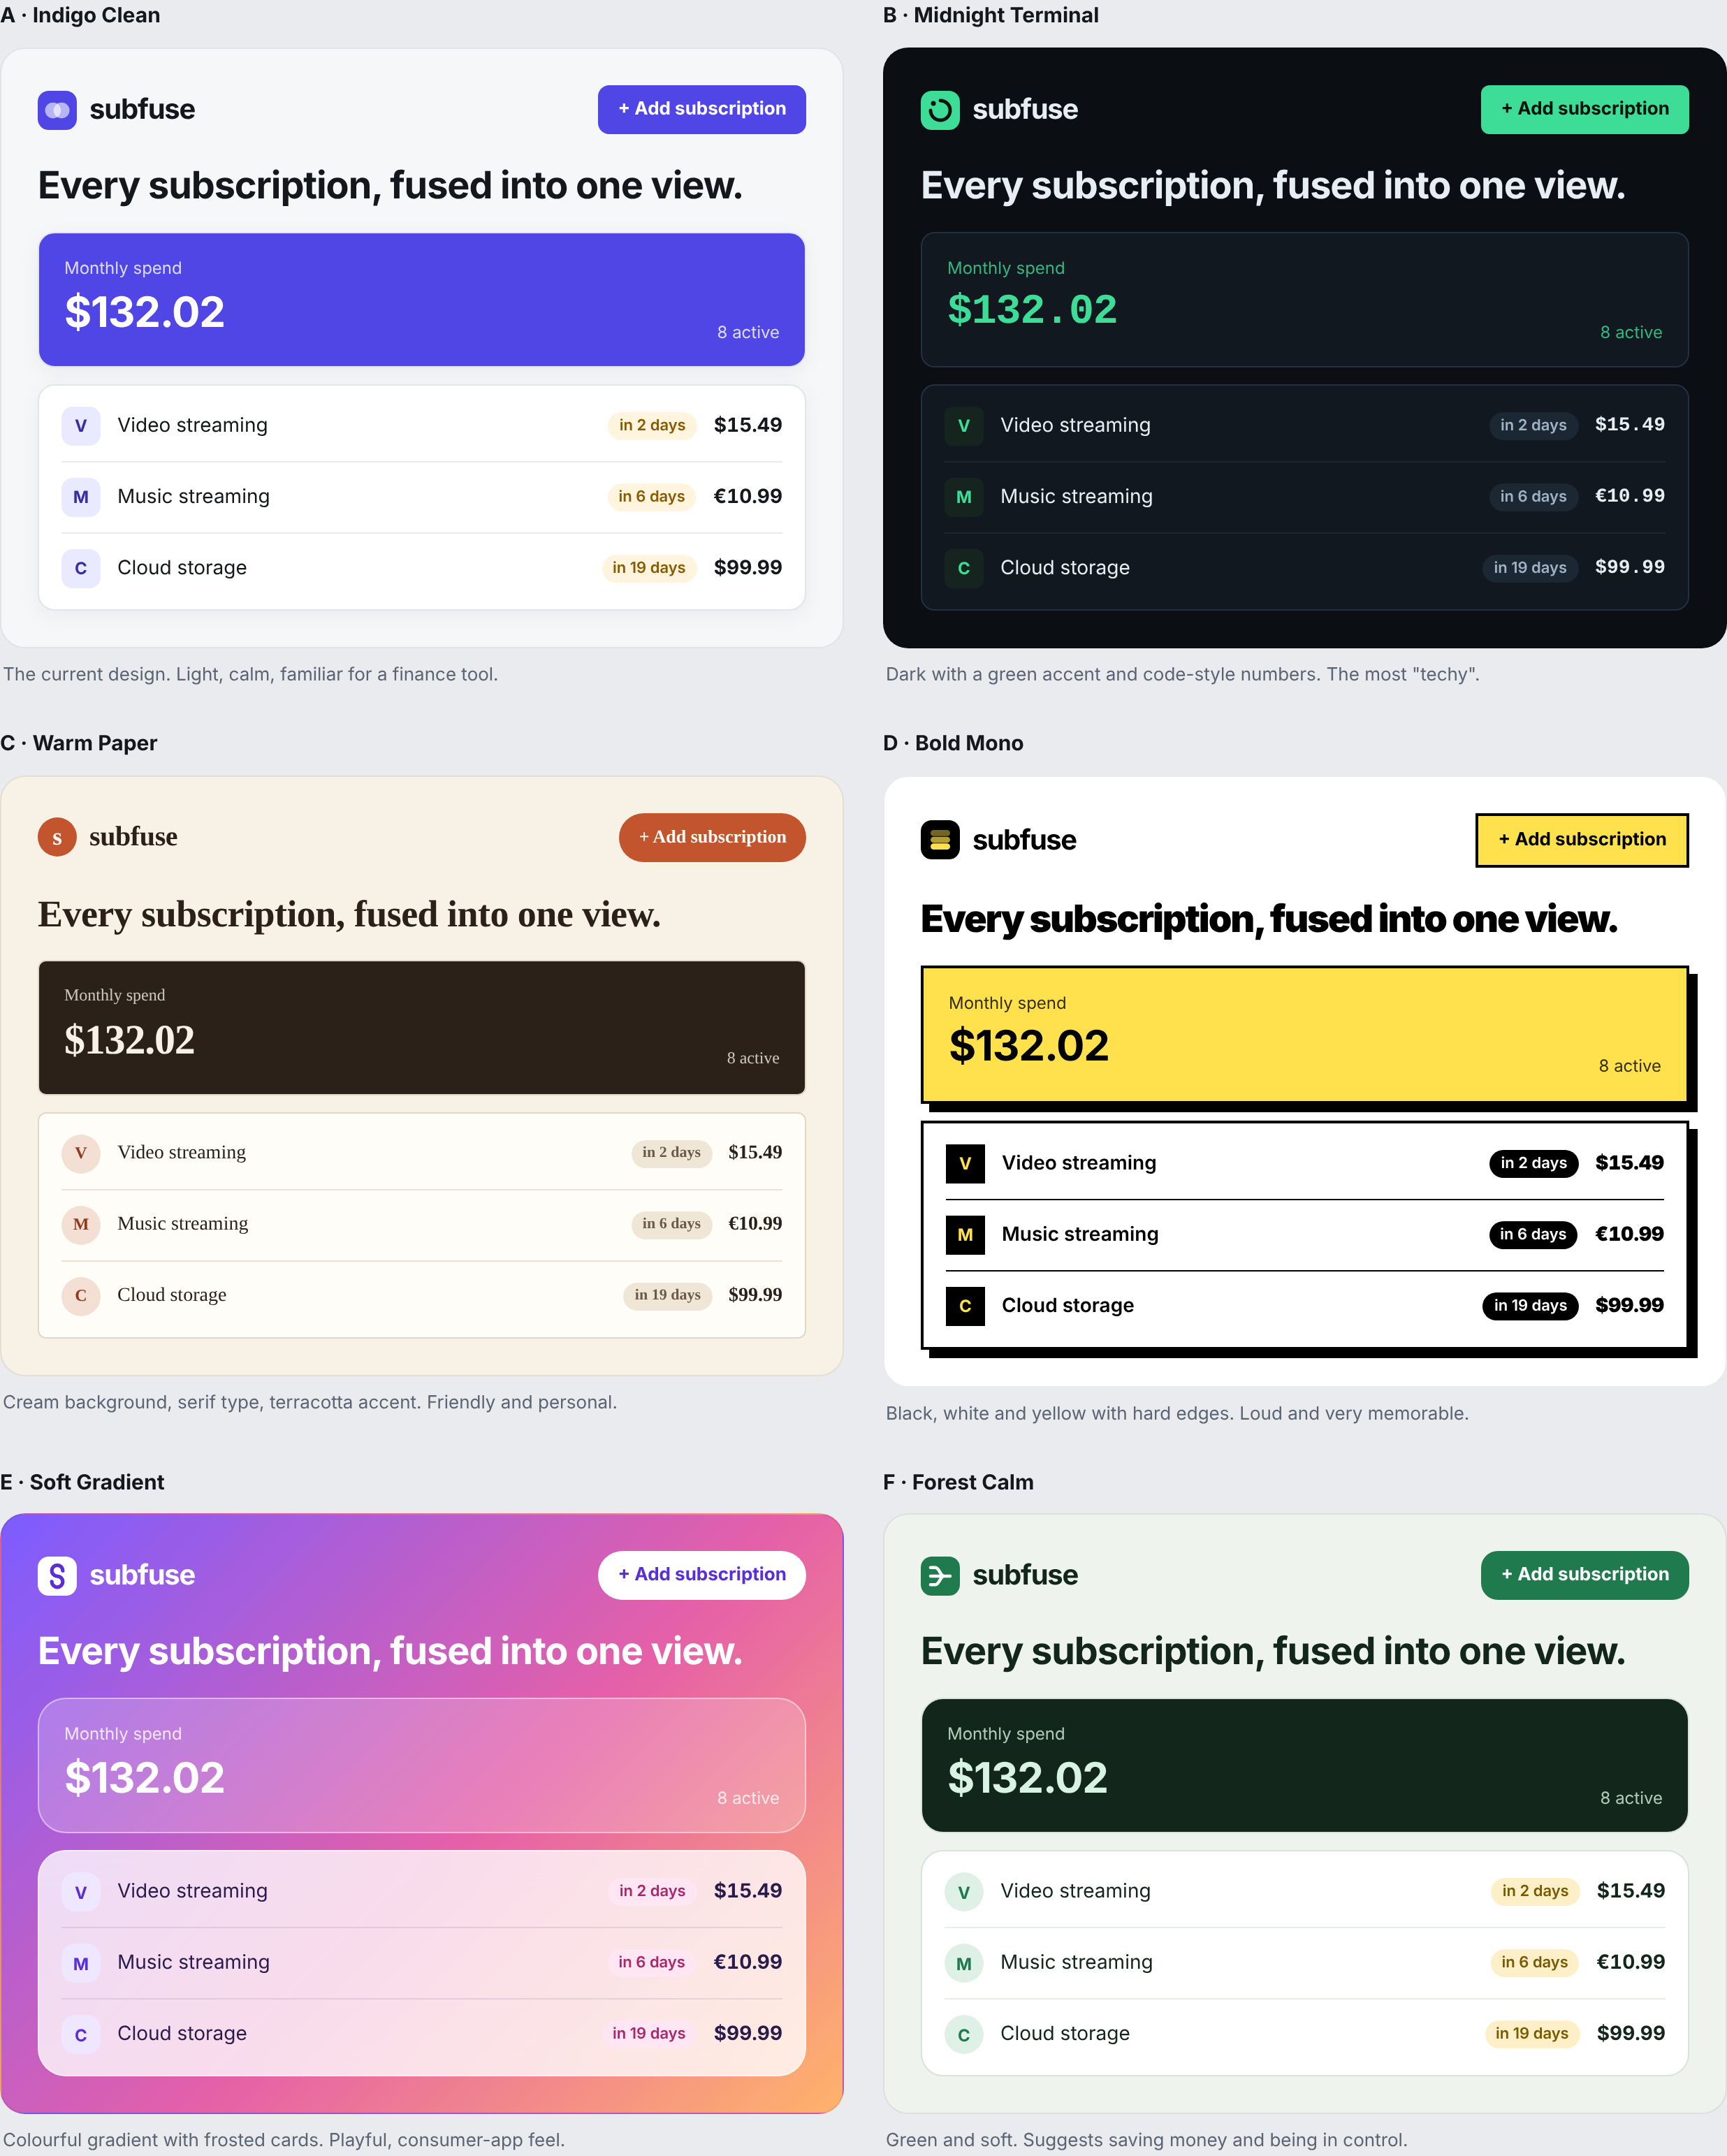 A · Indigo Clean
subfuse
+ Add subscription
Every subscription, fused into one view.
Monthly spend
$132.02
8 active
V Video streaming in 2 days $15.49
M Music streaming in 6 days €10.99
C Cloud storage in 19 days $99.99
The current design. Light, calm, familiar for a finance tool.
B · Midnight Terminal
subfuse
+ Add subscription
Every subscription, fused into one view.
Monthly spend
$132.02
8 active
V Video streaming in 2 days $15.49
M Music streaming in 6 days €10.99
C Cloud storage in 19 days $99.99
Dark with a green accent and code-style numbers. The most "techy".
C · Warm Paper
s subfuse
+ Add subscription
Every subscription, fused into one view.
Monthly spend
$132.02
8 active
V Video streaming in 2 days $15.49
M Music streaming in 6 days €10.99
C Cloud storage in 19 days $99.99
Cream background, serif type, terracotta accent. Friendly and personal.
D · Bold Mono
subfuse
+ Add subscription
Every subscription, fused into one view.
Monthly spend
$132.02
8 active
V Video streaming in 2 days $15.49
M Music streaming in 6 days €10.99
C Cloud storage in 19 days $99.99
Black, white and yellow with hard edges. Loud and very memorable.
E · Soft Gradient
S subfuse
+ Add subscription
Every subscription, fused into one view.
Monthly spend
$132.02
8 active
V Video streaming in 2 days $15.49
M Music streaming in 6 days €10.99
C Cloud storage in 19 days $99.99
Colourful gradient with frosted cards. Playful, consumer-app feel.
F · Forest Calm
subfuse
+ Add subscription
Every subscription, fused into one view.
Monthly spend
$132.02
8 active
V Video streaming in 2 days $15.49
M Music streaming in 6 days €10.99
C Cloud storage in 19 days $99.99
Green and soft. Suggests saving money and being in control.